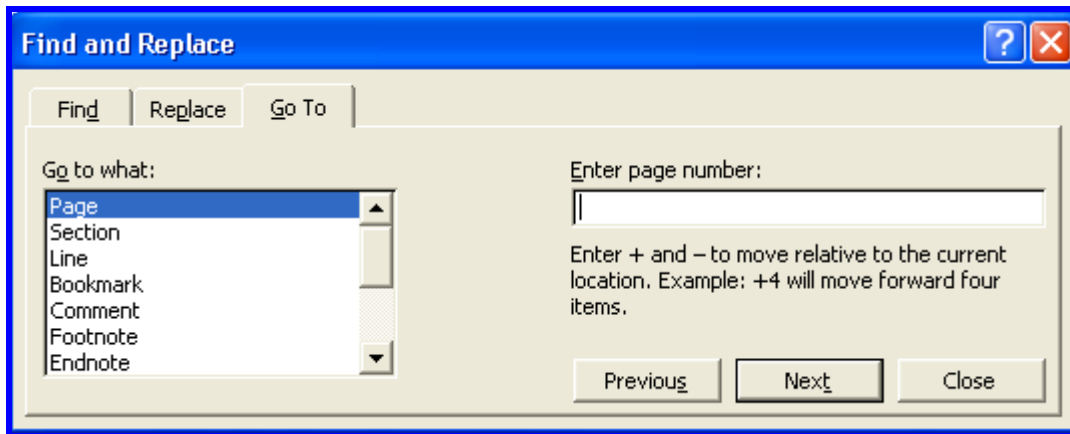 Find and Replace
Find
Replace
Go To
Go to what:
Enter page number:
Page
Section
Line
Bookmark
Comment
Footnote
Endnote
Enter + and – to move relative to the current
location. Example: +4 will move forward four
items.
Previous
Next
Close